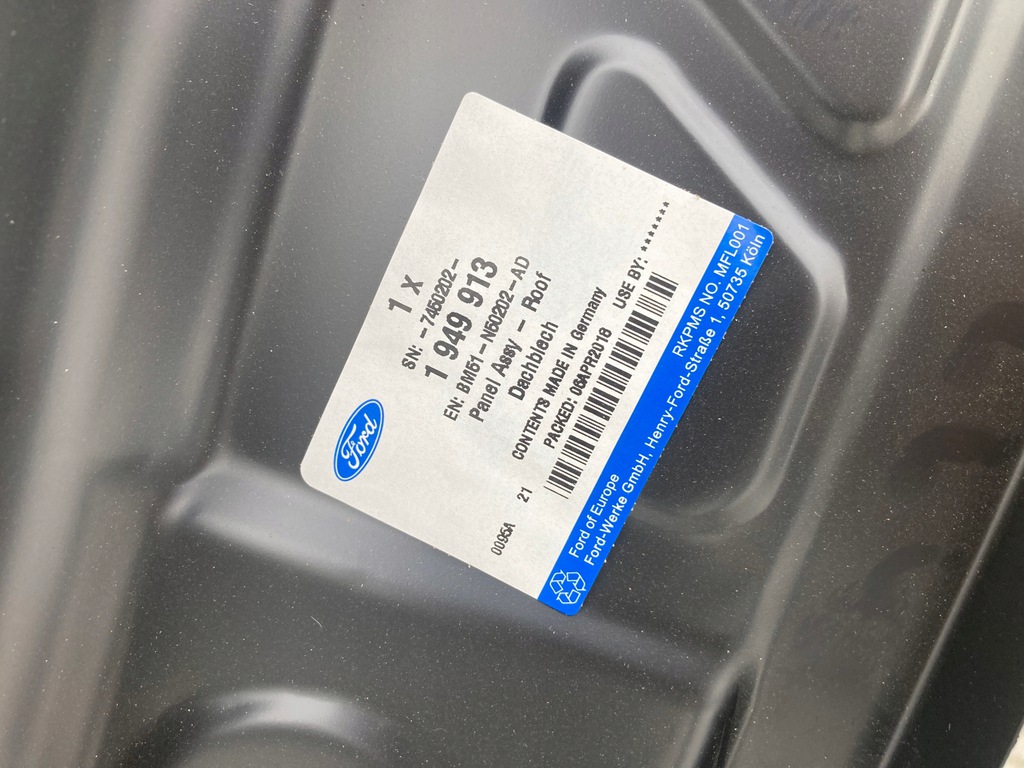 1 X
SN: -7450202-
1 949 913
EN: BM51-N50202-AD
Panel Assy - Roof
Dachblech
CONTENTS MADE IN Germany
PACKED: 06APR2018 USE BY: ********
Ford
0095A 21
RKPMS NO. MFL001
Ford of Europe
Ford-Werke GmbH, Henry-Ford-Straße 1, 50735 Köln